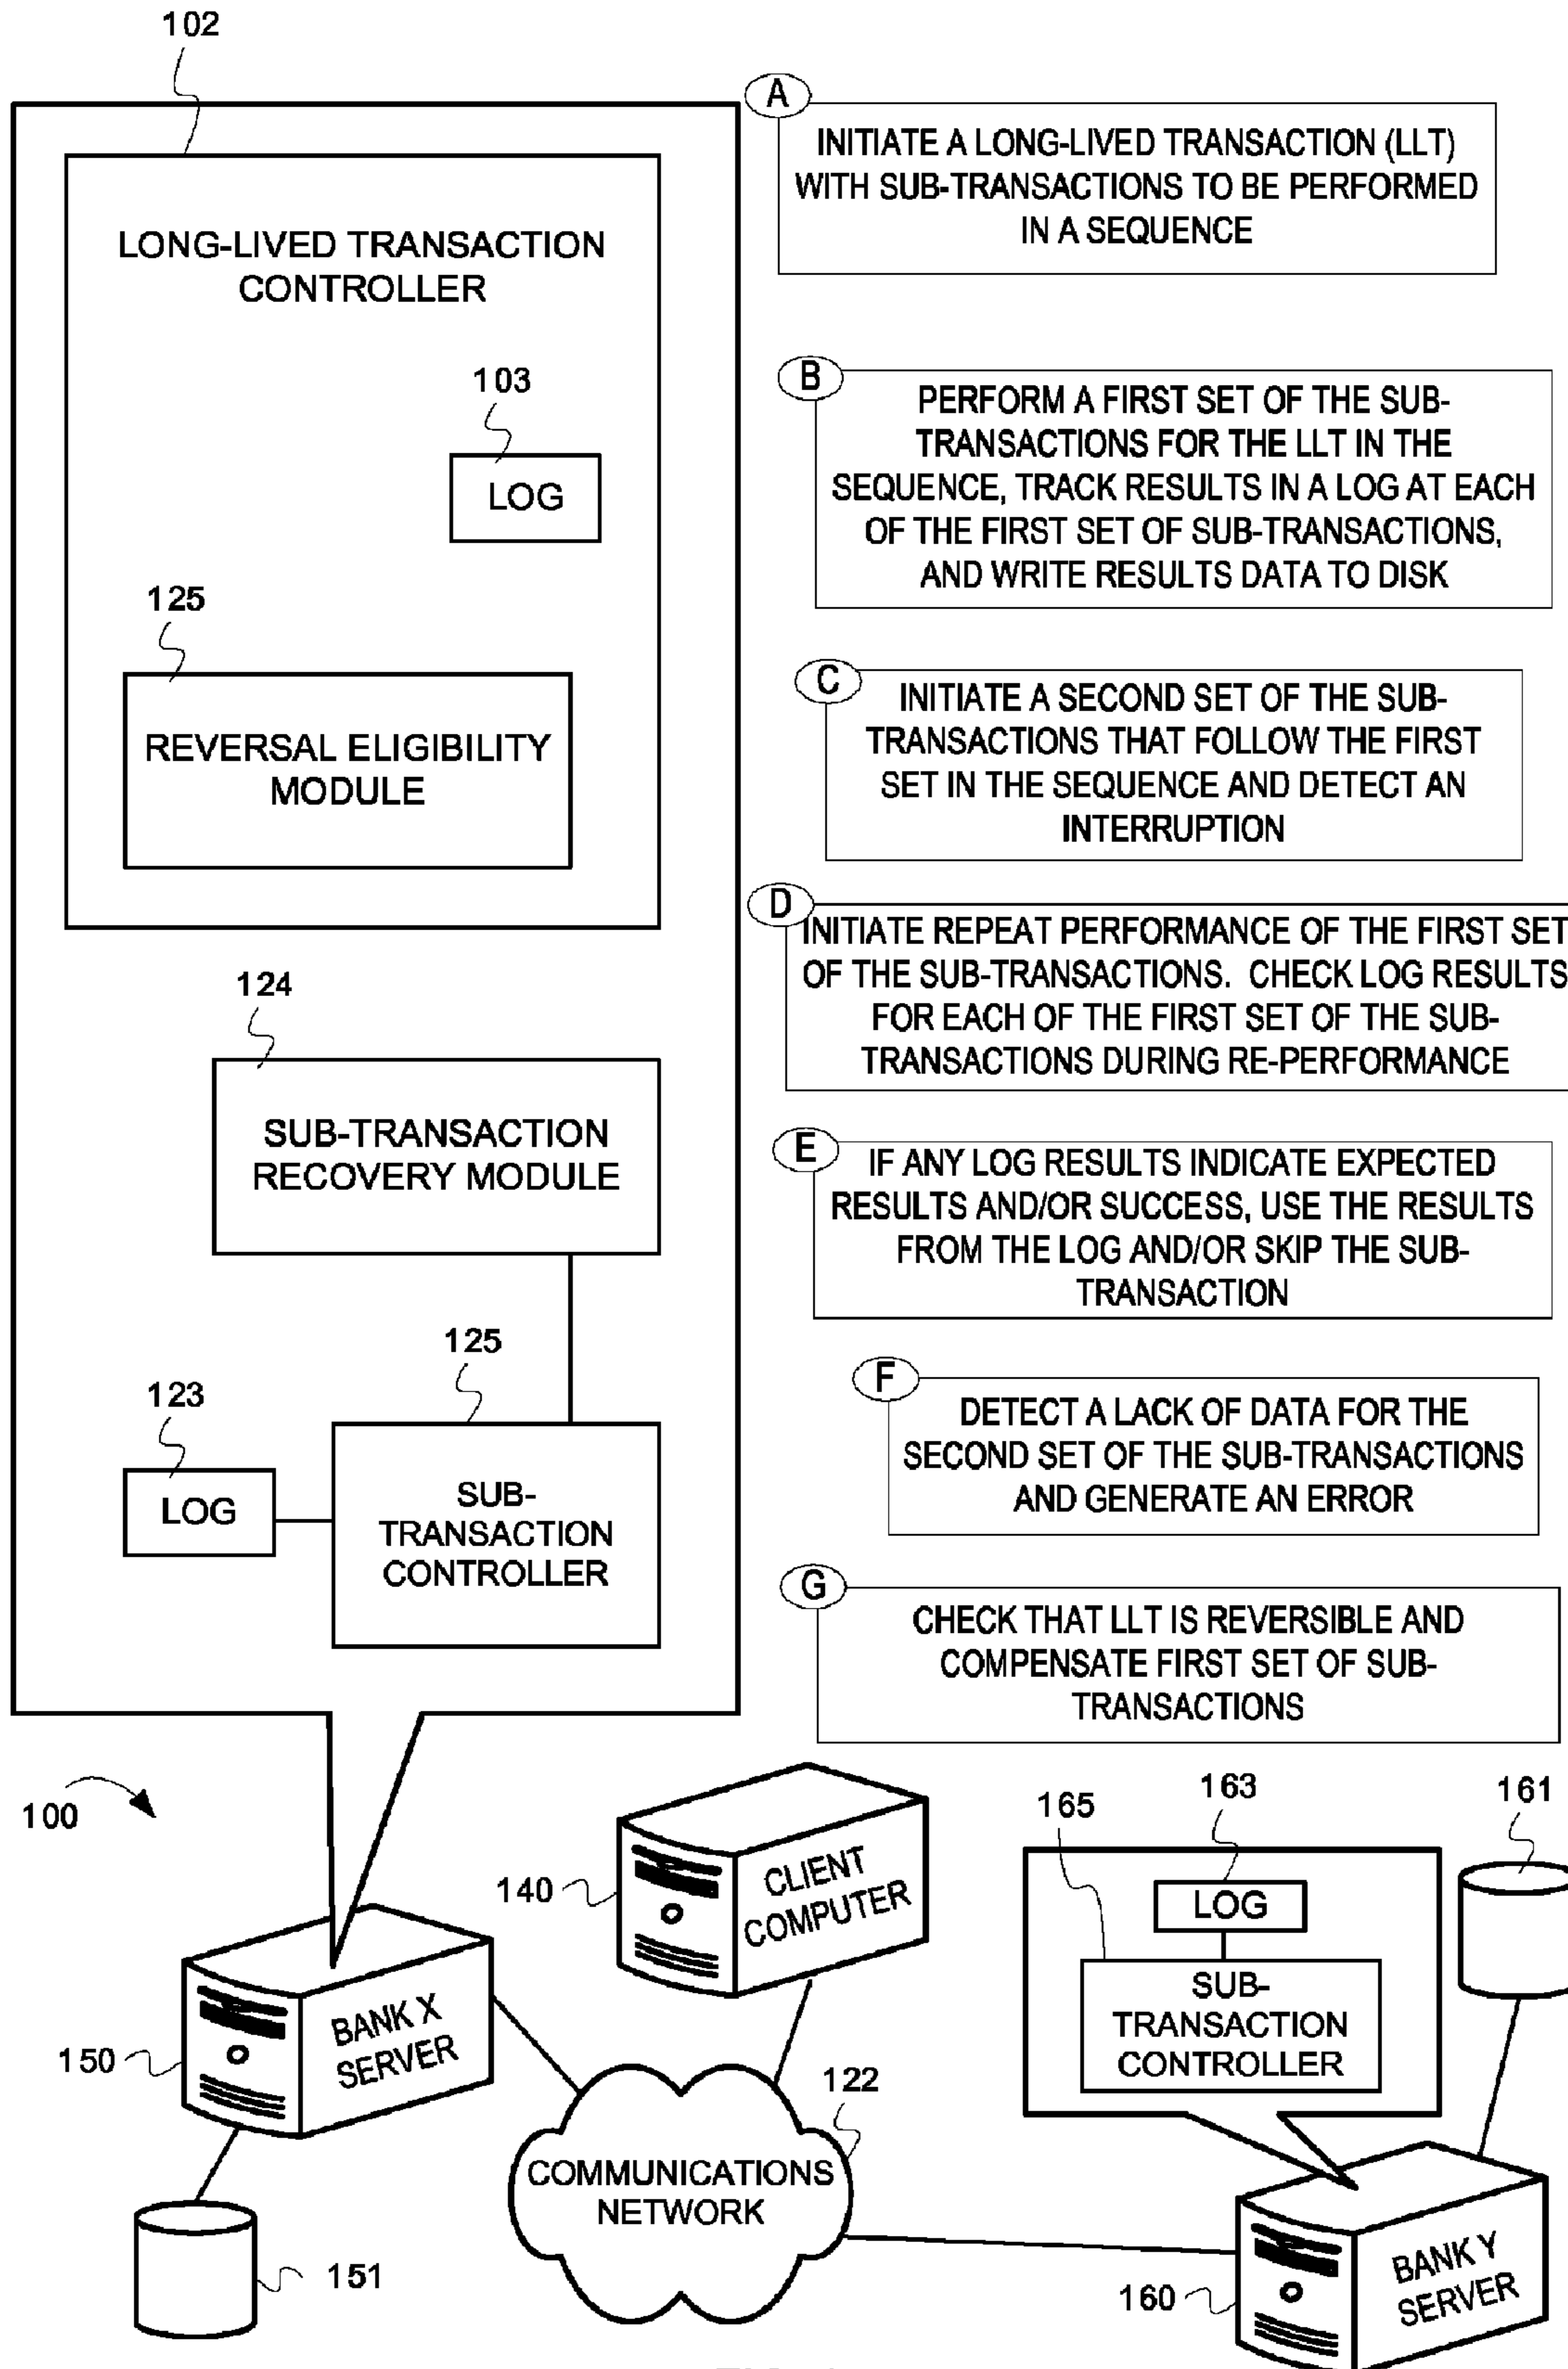 102
LONG-LIVED TRANSACTION
CONTROLLER
103
LOG
125
REVERSAL ELIGIBILITY
MODULE
124
SUB-TRANSACTION
RECOVERY MODULE
125
123
LOG
SUB-
TRANSACTION
CONTROLLER
A
INITIATE A LONG-LIVED TRANSACTION (LLT)
WITH SUB-TRANSACTIONS TO BE PERFORMED
IN A SEQUENCE
B
PERFORM A FIRST SET OF THE SUB-
TRANSACTIONS FOR THE LLT IN THE
SEQUENCE, TRACK RESULTS IN A LOG AT EACH
OF THE FIRST SET OF SUB-TRANSACTIONS,
AND WRITE RESULTS DATA TO DISK
C
INITIATE A SECOND SET OF THE SUB-
TRANSACTIONS THAT FOLLOW THE FIRST
SET IN THE SEQUENCE AND DETECT AN
INTERRUPTION
D
INITIATE REPEAT PERFORMANCE OF THE FIRST SET
OF THE SUB-TRANSACTIONS. CHECK LOG RESULTS
FOR EACH OF THE FIRST SET OF THE SUB-
TRANSACTIONS DURING RE-PERFORMANCE
E
IF ANY LOG RESULTS INDICATE EXPECTED
RESULTS AND/OR SUCCESS, USE THE RESULTS
FROM THE LOG AND/OR SKIP THE SUB-
TRANSACTION
F
DETECT A LACK OF DATA FOR THE
SECOND SET OF THE SUB-TRANSACTIONS
AND GENERATE AN ERROR
G
CHECK THAT LLT IS REVERSIBLE AND
COMPENSATE FIRST SET OF SUB-
TRANSACTIONS
100
140
CLIENT
COMPUTER
165
163
161
LOG
SUB-
TRANSACTION
CONTROLLER
150
BANK X
SERVER
122
COMMUNICATIONS
NETWORK
151
160
BANK Y
SERVER